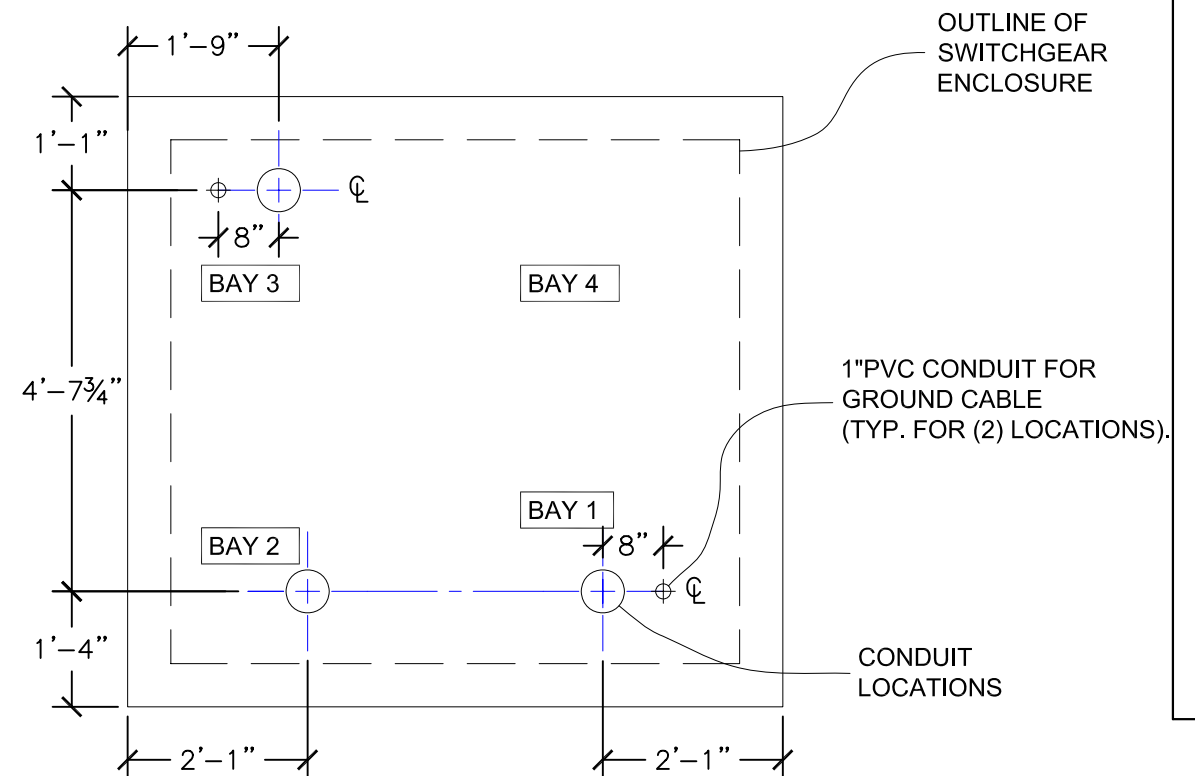 1'-9"
OUTLINE OF
SWITCHGEAR
ENCLOSURE
1'-1"
℄
8"
BAY 3
BAY 4
4'-7¾"
1"PVC CONDUIT FOR
GROUND CABLE
(TYP. FOR (2) LOCATIONS).
BAY 1
BAY 2
8"
℄
1'-4"
CONDUIT
LOCATIONS
2'-1"
2'-1"